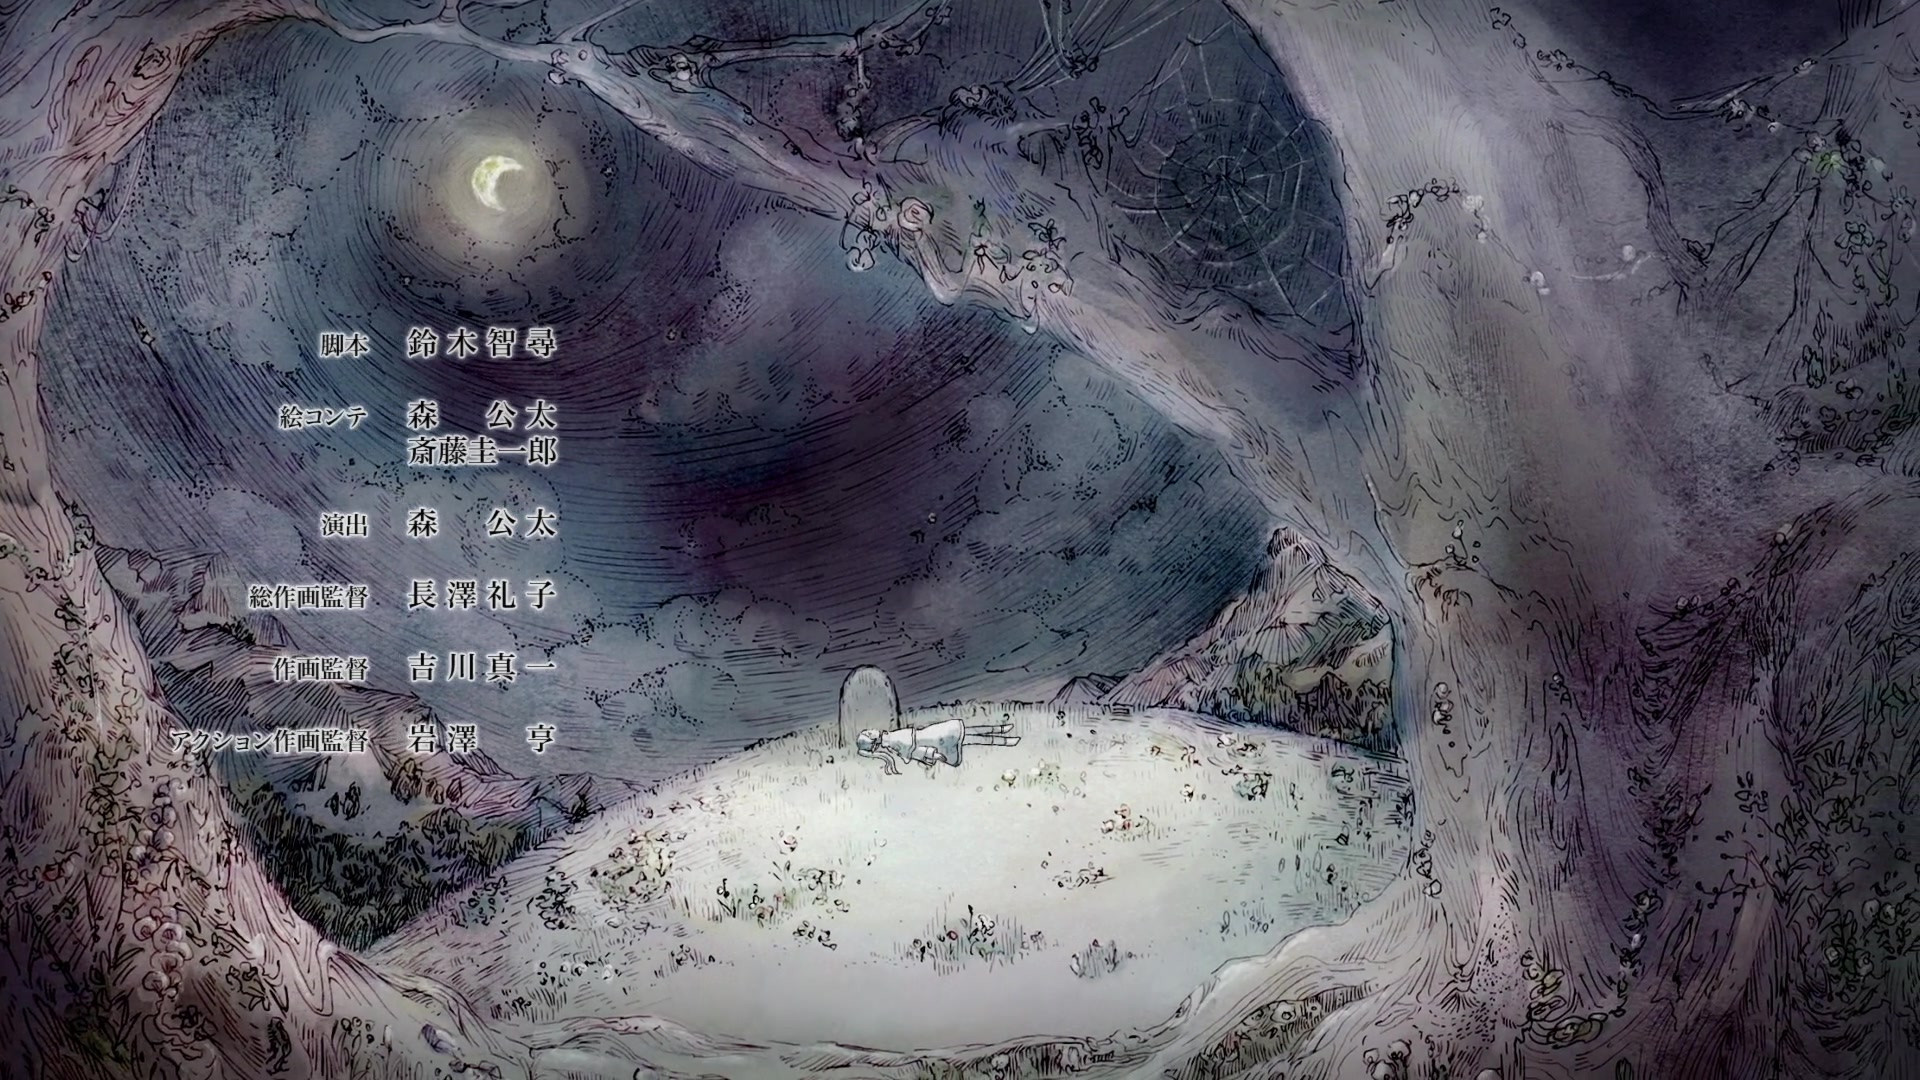 脚本 鈴木智尋
絵コンテ 森 公太
斎藤圭一郎
演出 森 公太
総作画監督 長澤礼子
作画監督 吉川真一
アクション作画監督 岩澤 亨